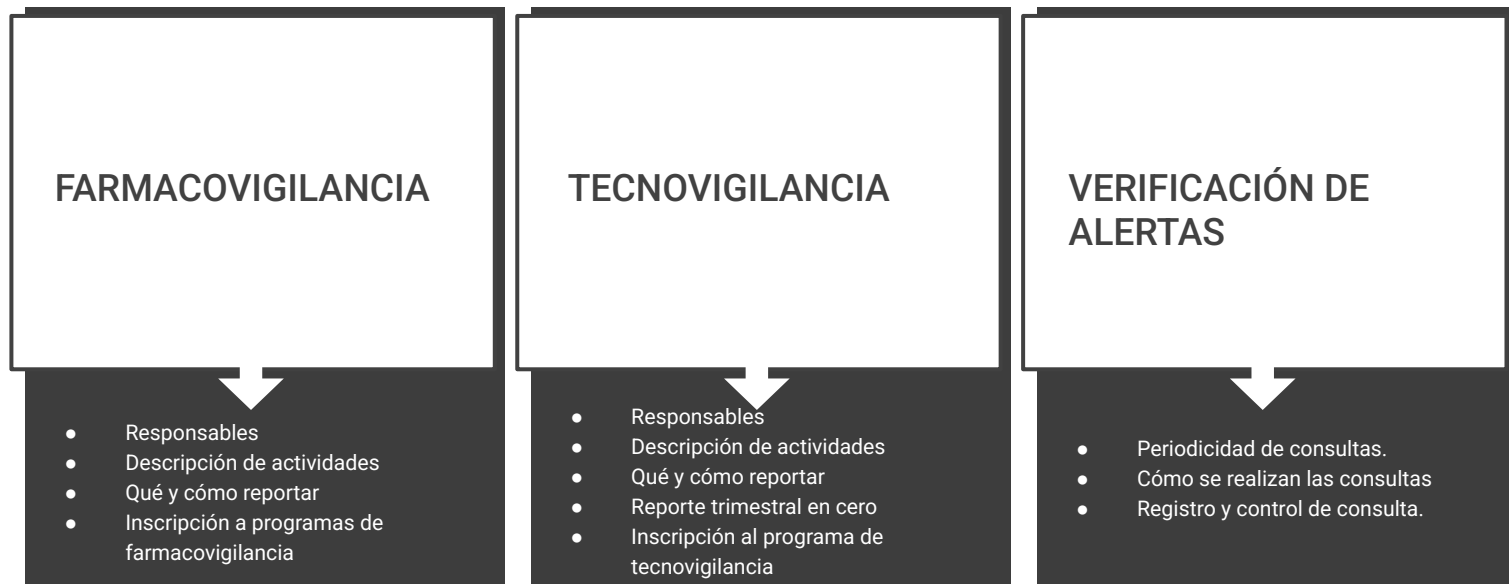 FARMACOVIGILANCIA
● Responsables
● Descripción de actividades
● Qué y cómo reportar
● Inscripción a programas de
farmacovigilancia
TECNOVIGILANCIA
● Responsables
● Descripción de actividades
● Qué y cómo reportar
● Reporte trimestral en cero
● Inscripción al programa de
tecnovigilancia
VERIFICACIÓN DE
ALERTAS
● Periodicidad de consultas.
● Cómo se realizan las consultas
● Registro y control de consulta.